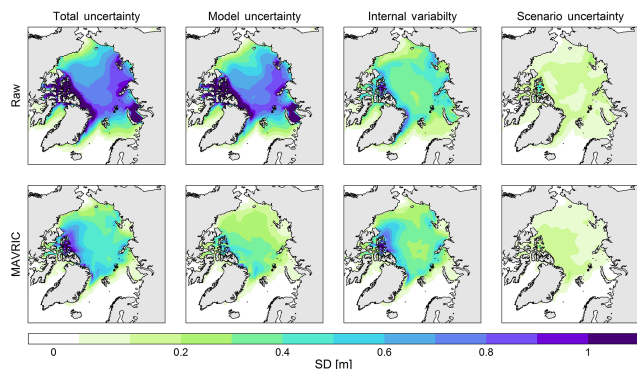 Total uncertainty Model uncertainty Internal variabilty Scenario uncertainty
Raw
MAVRIC
0 0.2 0.4 0.6 0.8 1
SD [m]